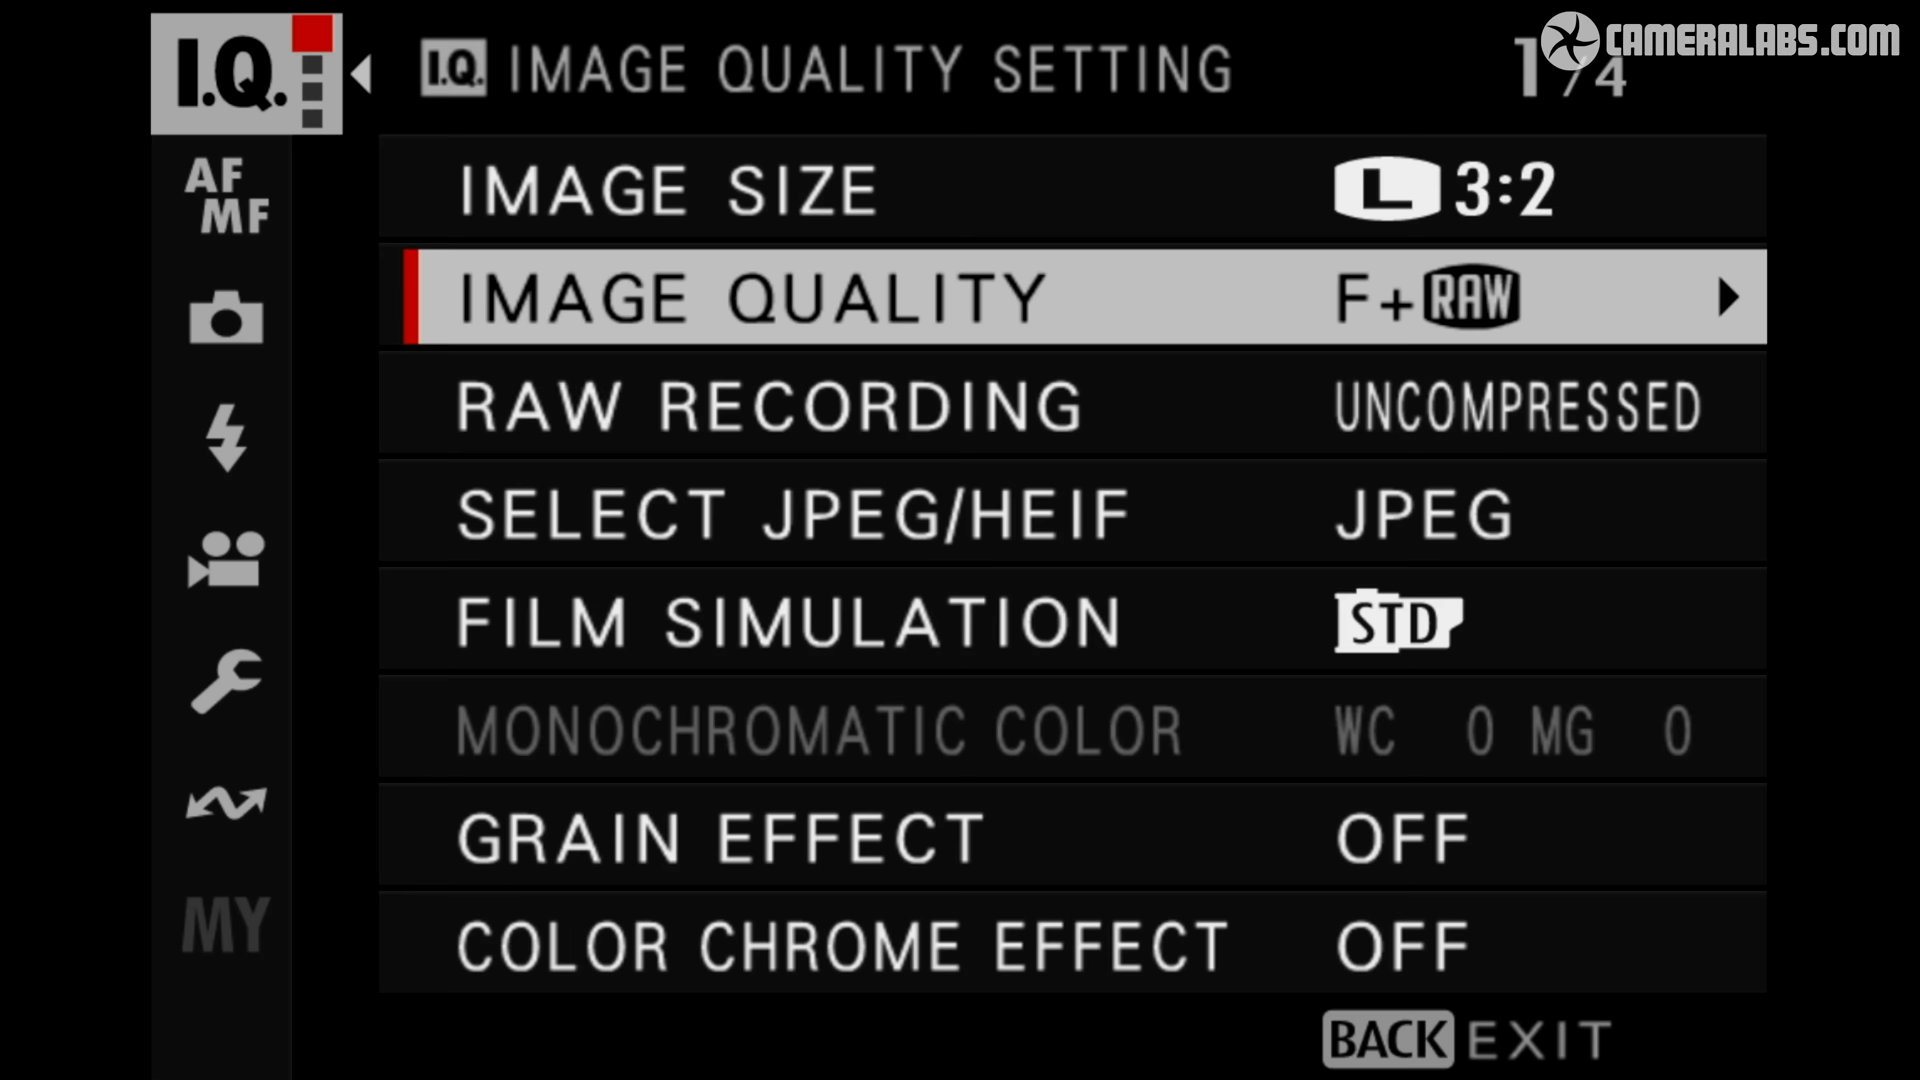 I.Q. IMAGE QUALITY SETTING 1/4
CAMERALABS.COM
I.Q.
AF
MF
MY
IMAGE SIZE L 3:2
IMAGE QUALITY F+RAW
RAW RECORDING UNCOMPRESSED
SELECT JPEG/HEIF JPEG
FILM SIMULATION STD
MONOCHROMATIC COLOR WC 0 MG 0
GRAIN EFFECT OFF
COLOR CHROME EFFECT OFF
BACK EXIT